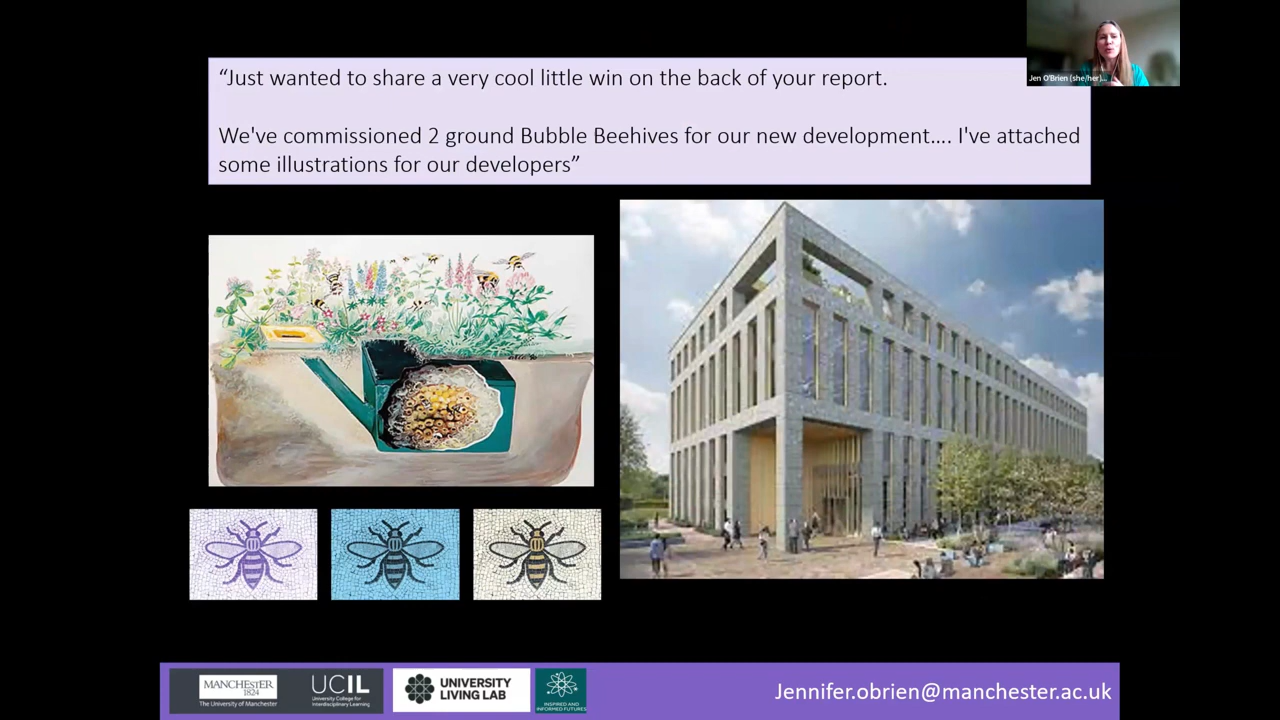 “Just wanted to share a very cool little win on the back of your report.
We've commissioned 2 ground Bubble Beehives for our new development.... I've attached
some illustrations for our developers”
Jen O'Brien (she/her)...
MANCHESTER
1824
The University of Manchester
UCIL
University College for
Interdisciplinary Learning
UNIVERSITY
LIVING LAB
INSPIRED AND
INFORMED FUTURES
Jennifer.obrien@manchester.ac.uk